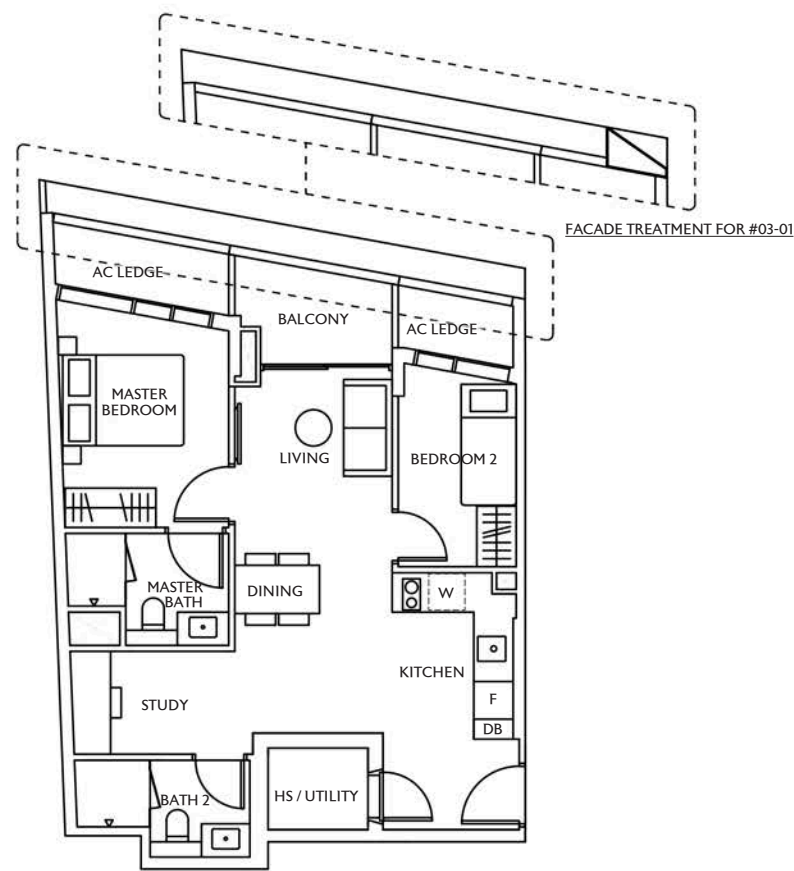 FACADE TREATMENT FOR #03-01
AC LEDGE
BALCONY
AC LEDGE
MASTER
BEDROOM
LIVING
BEDROOM 2
MASTER
BATH
DINING
W
KITCHEN
STUDY
F
DB
BATH 2
HS / UTILITY